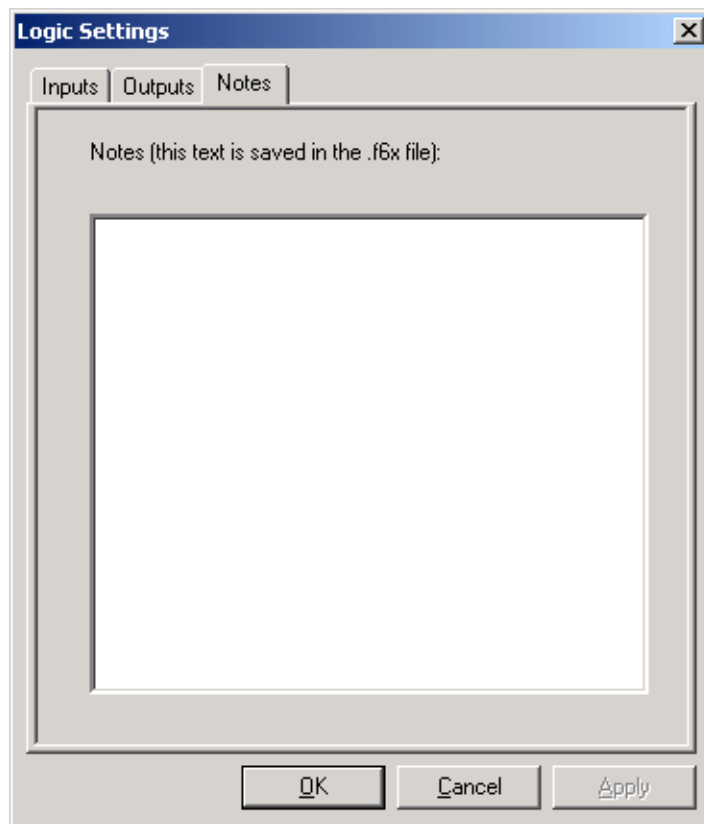 Logic Settings
Inputs Outputs Notes
Notes (this text is saved in the .f6x file):
OK Cancel Apply